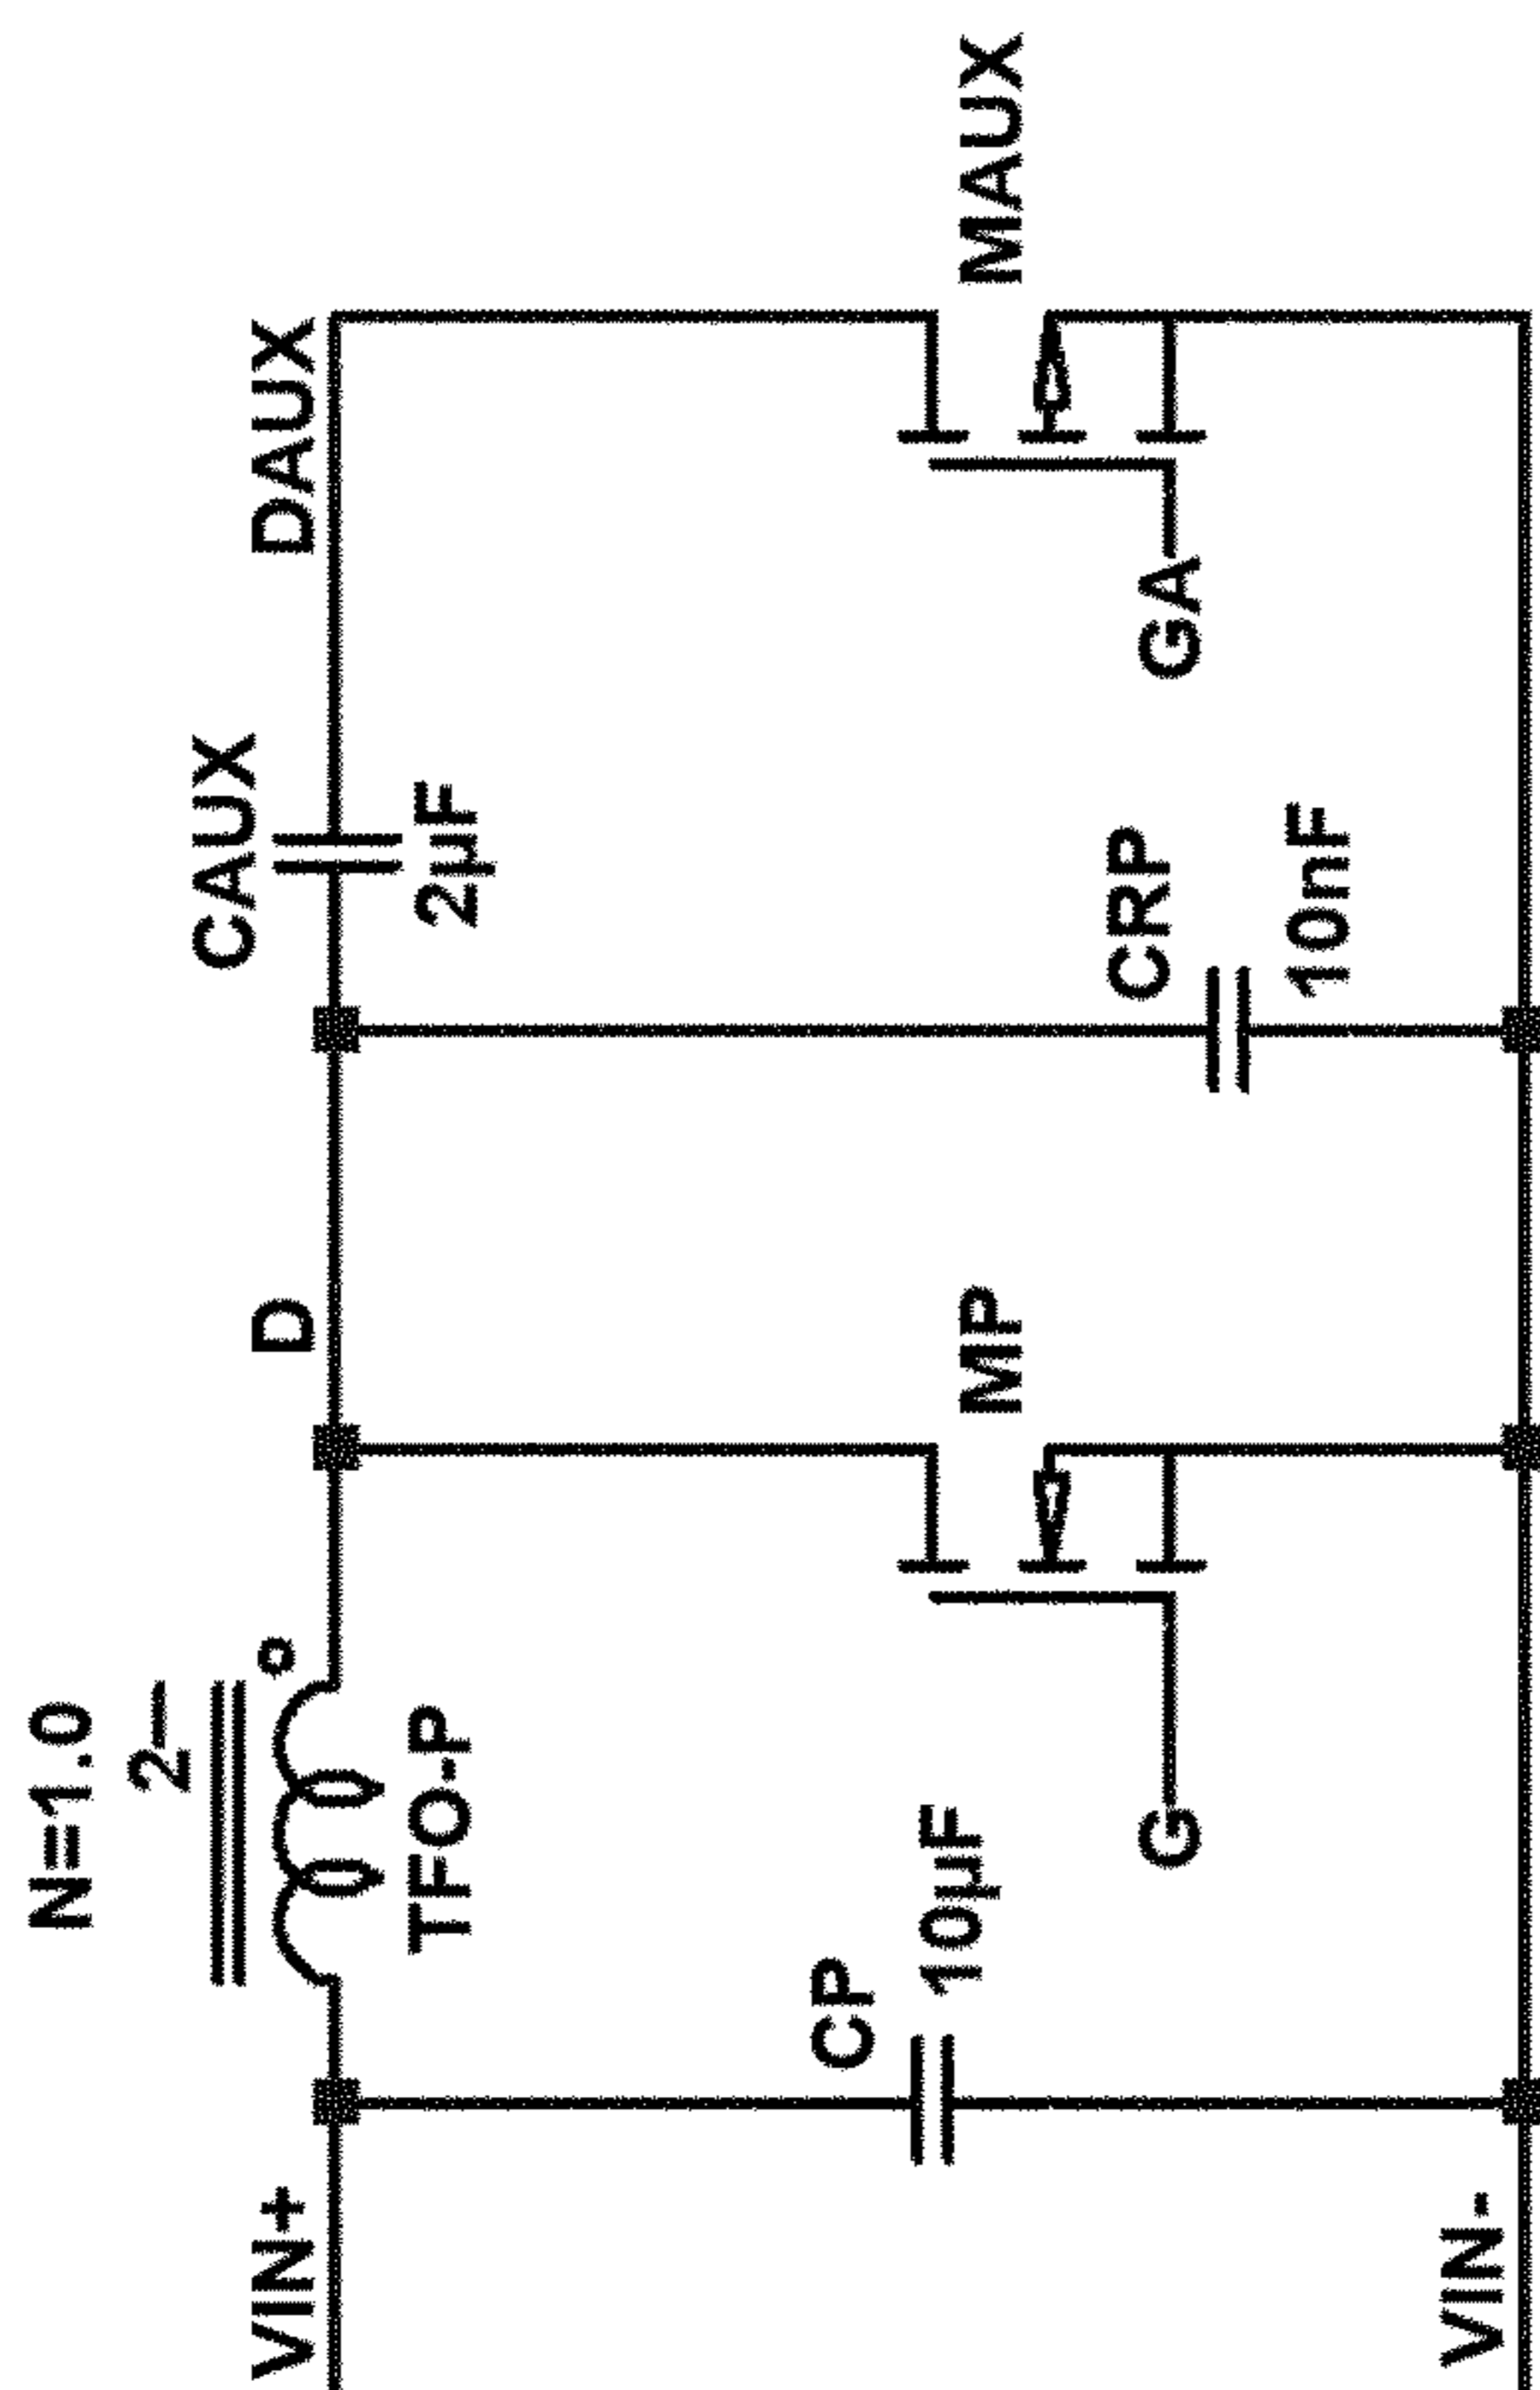 N=1.0
2
TFO-P
VIN+
CP
10µF
VIN-
G
MP
D
CRP
10nF
CAUX
2µF
DAUX
GA
MAUX